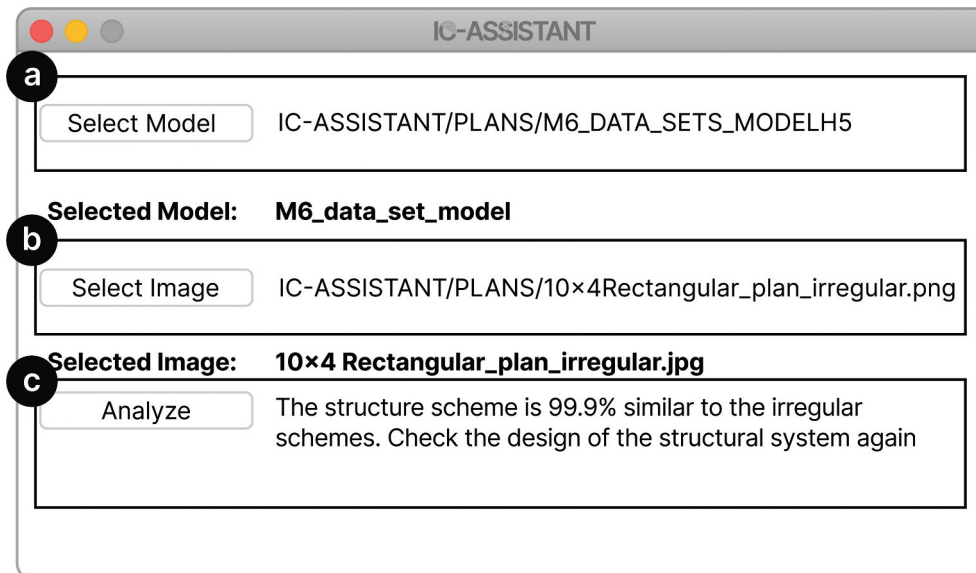 IC-ASSISTANT
a
Select Model IC-ASSISTANT/PLANS/M6_DATA_SETS_MODELH5
Selected Model: M6_data_set_model
b
Select Image IC-ASSISTANT/PLANS/10×4Rectangular_plan_irregular.png
Selected Image: 10×4 Rectangular_plan_irregular.jpg
c
Analyze The structure scheme is 99.9% similar to the irregular
schemes. Check the design of the structural system again